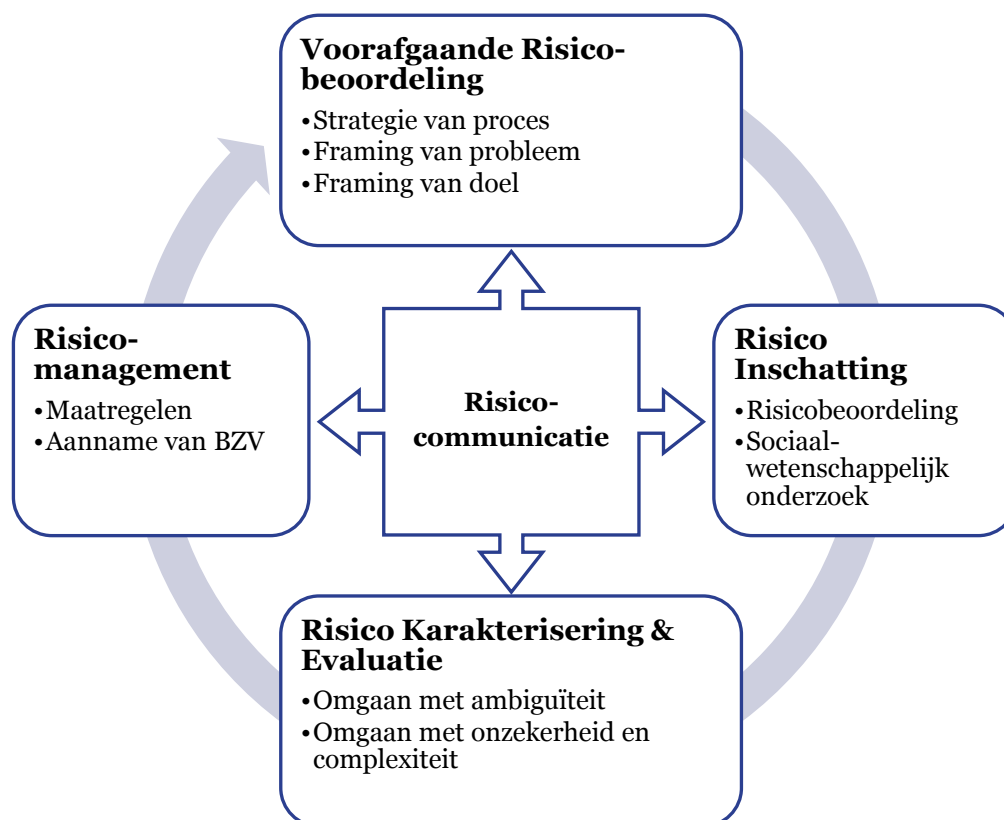 Voorafgaande Risico-
beoordeling
•Strategie van proces
•Framing van probleem
•Framing van doel
Risico-
management
•Maatregelen
•Aanname van BZV
Risico-
communicatie
Risico
Inschatting
•Risicobeoordeling
•Sociaal-
wetenschappelijk
onderzoek
Risico Karakterisering &
Evaluatie
•Omgaan met ambiguïteit
•Omgaan met onzekerheid en
complexiteit